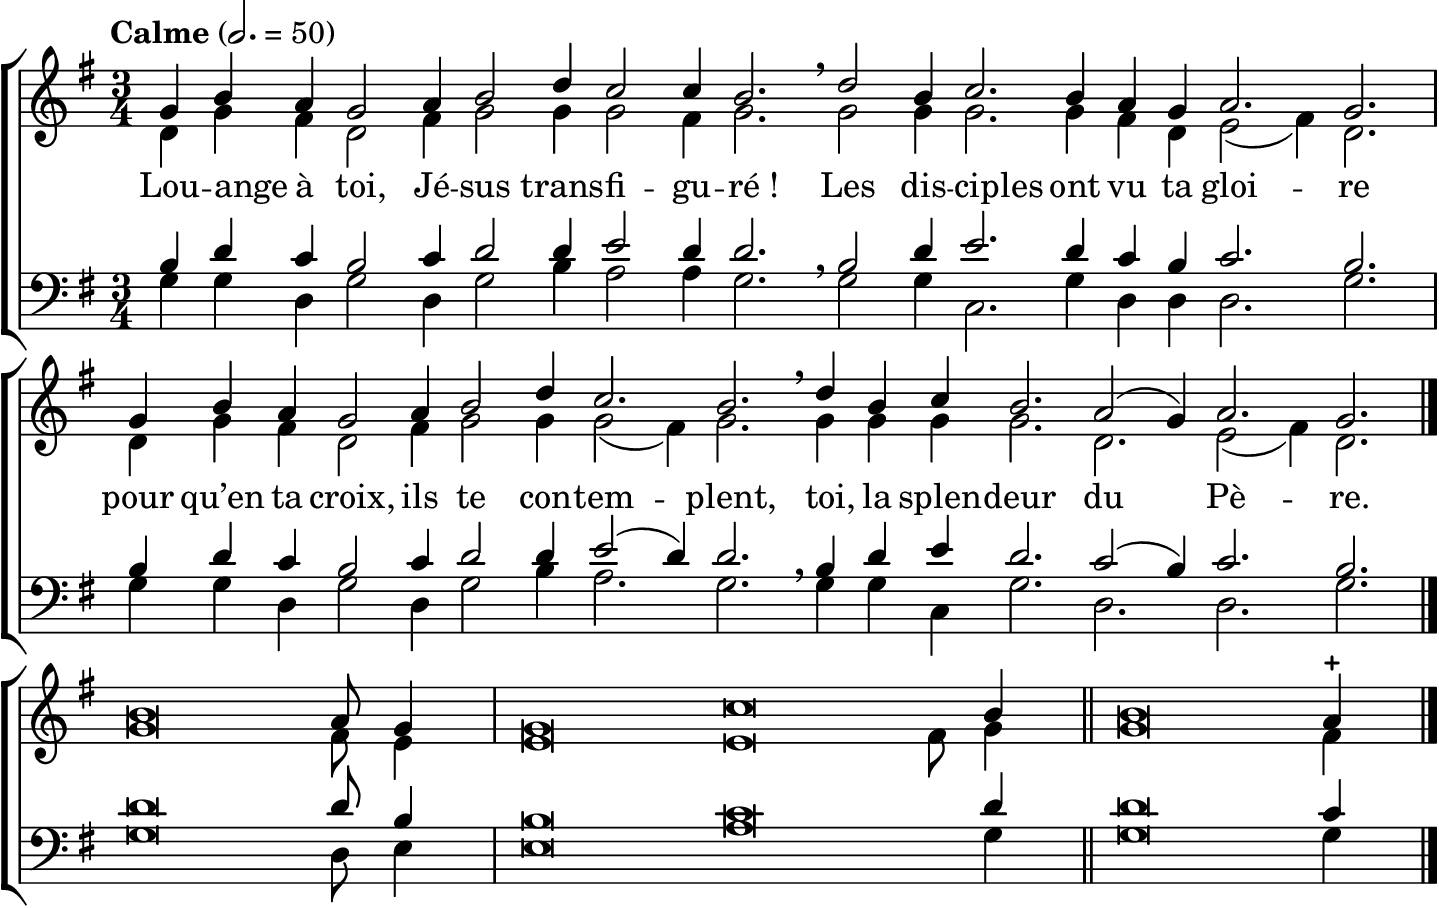 Calme (𝅗𝅥. = 50)
Lou -- ange à toi, Jé -- sus transfi -- gu -- ré ! Les dis -- ciples ont vu ta gloi -- re
pour qu’en ta croix, ils te contem -- plent, toi, la splendeur du Pè -- re.